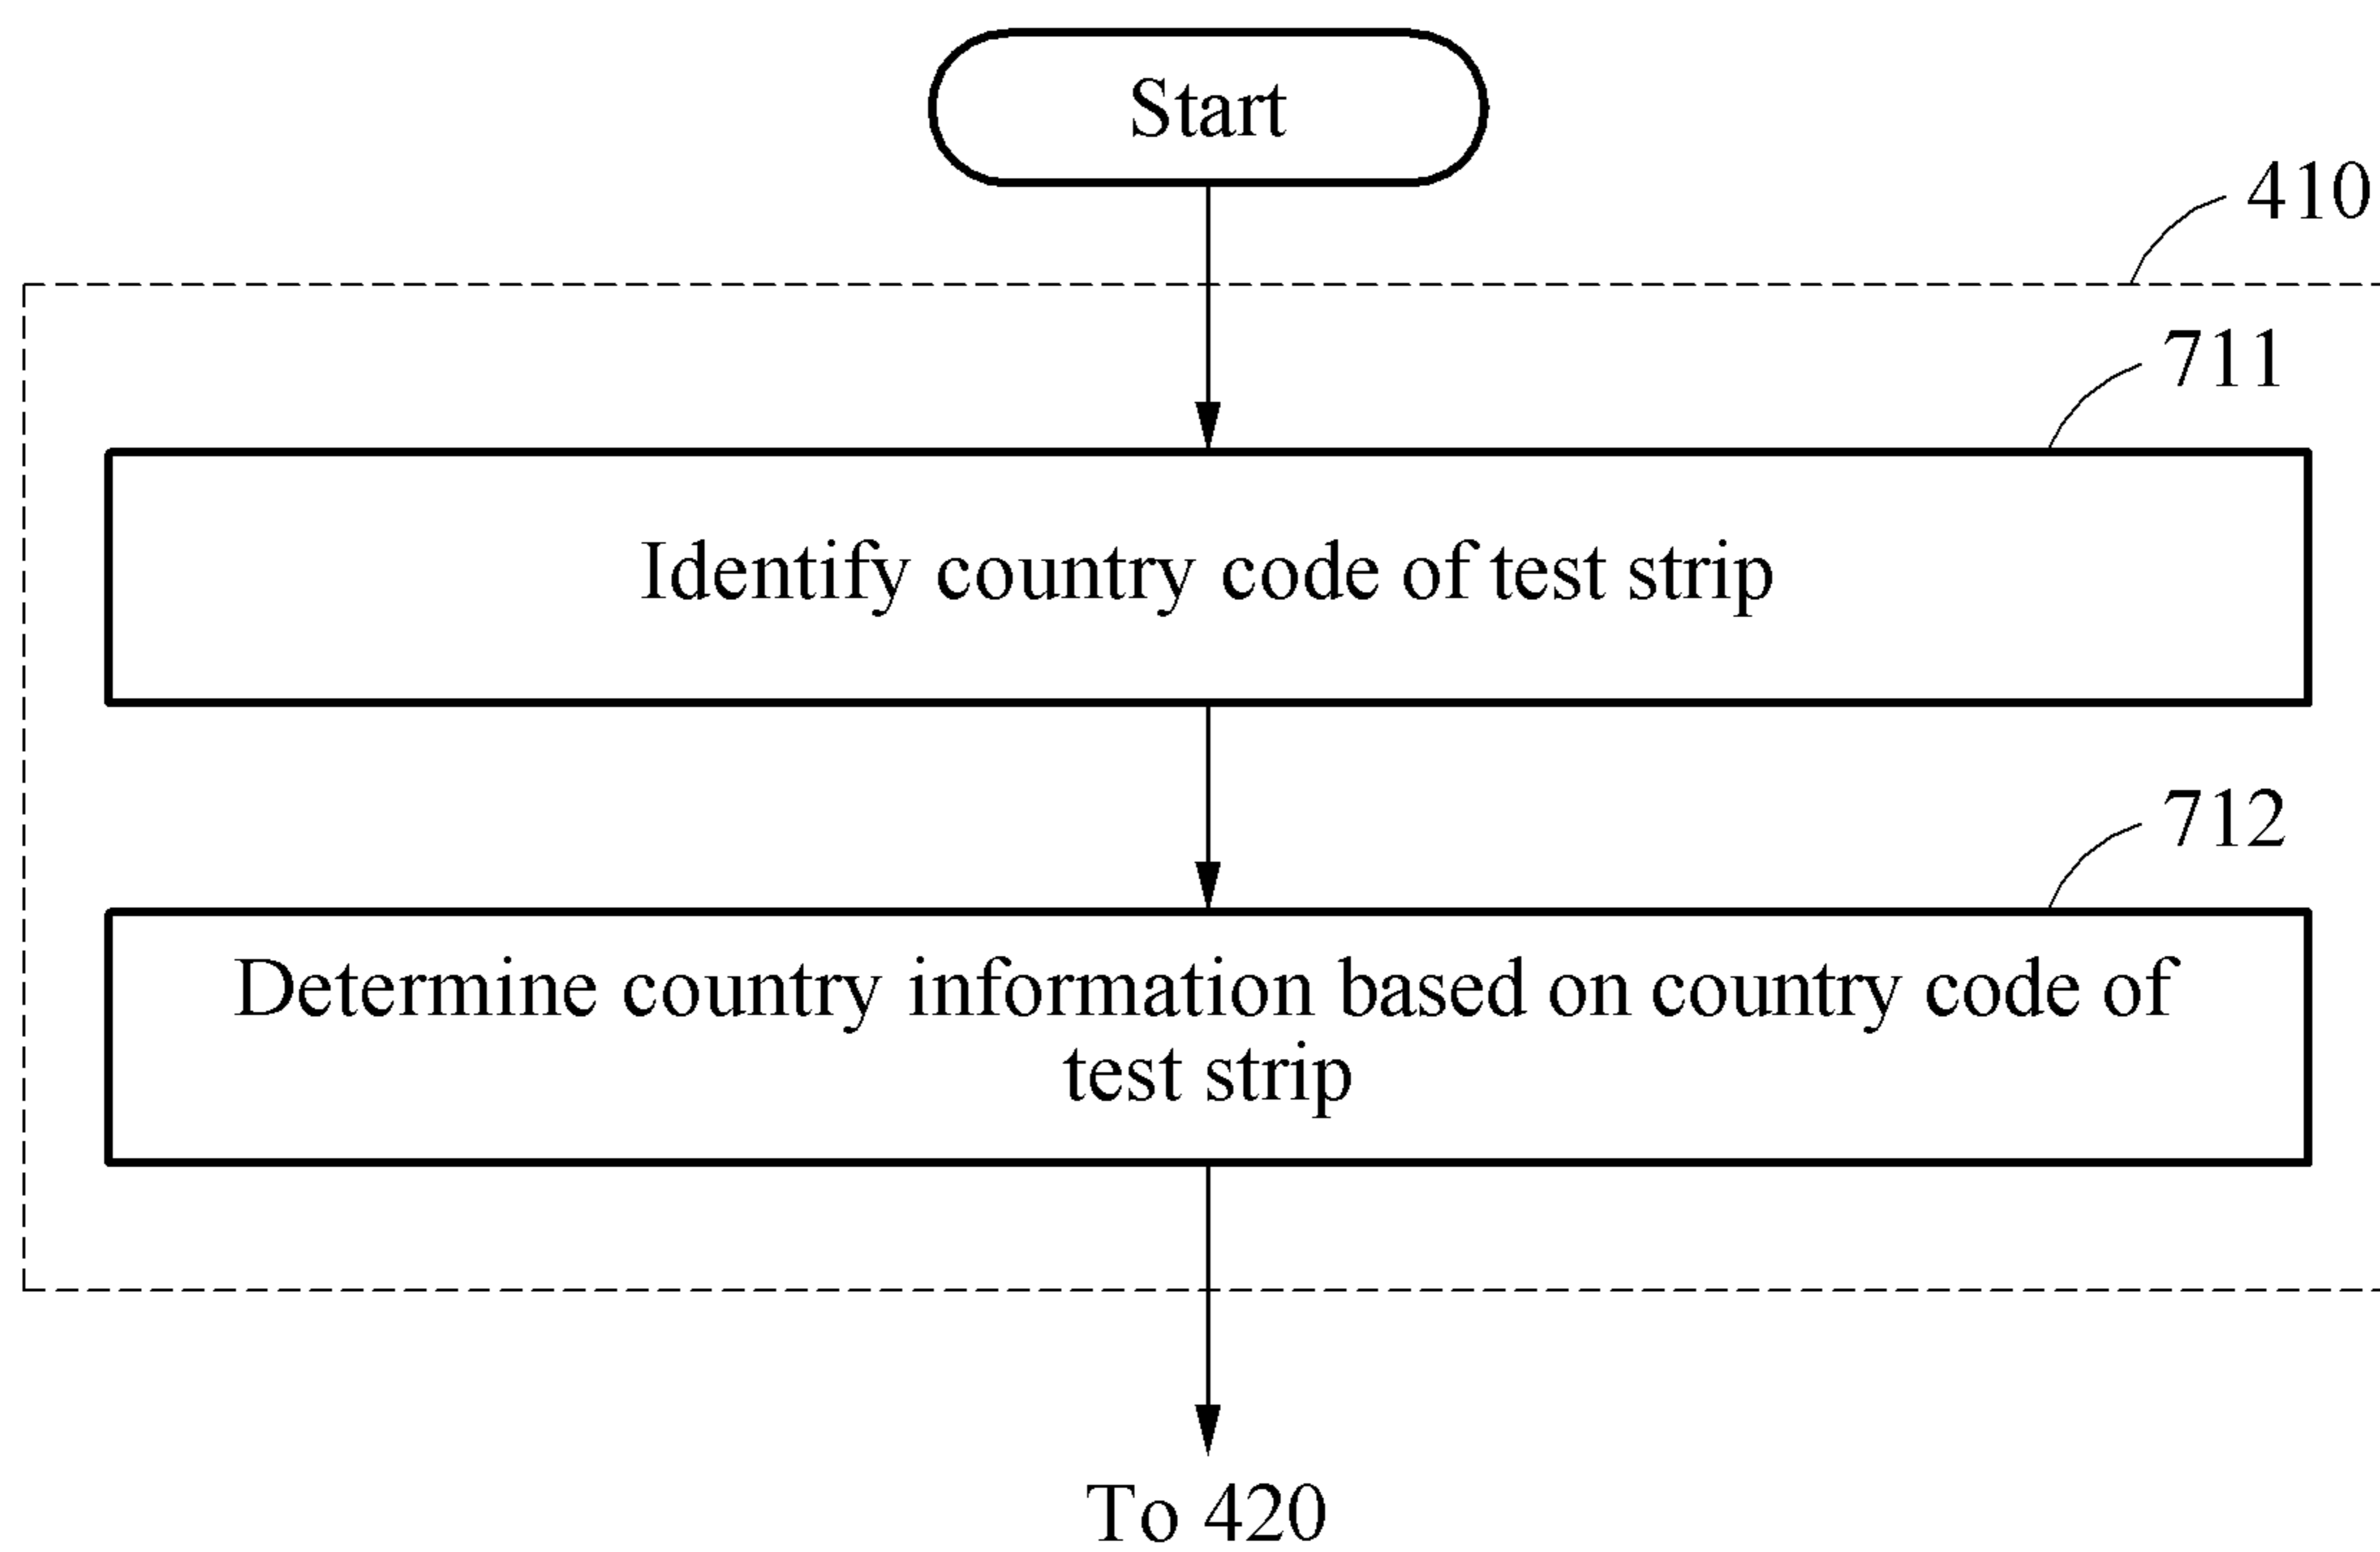 Start
410
711
Identify country code of test strip
712
Determine country information based on country code of
test strip
To 420